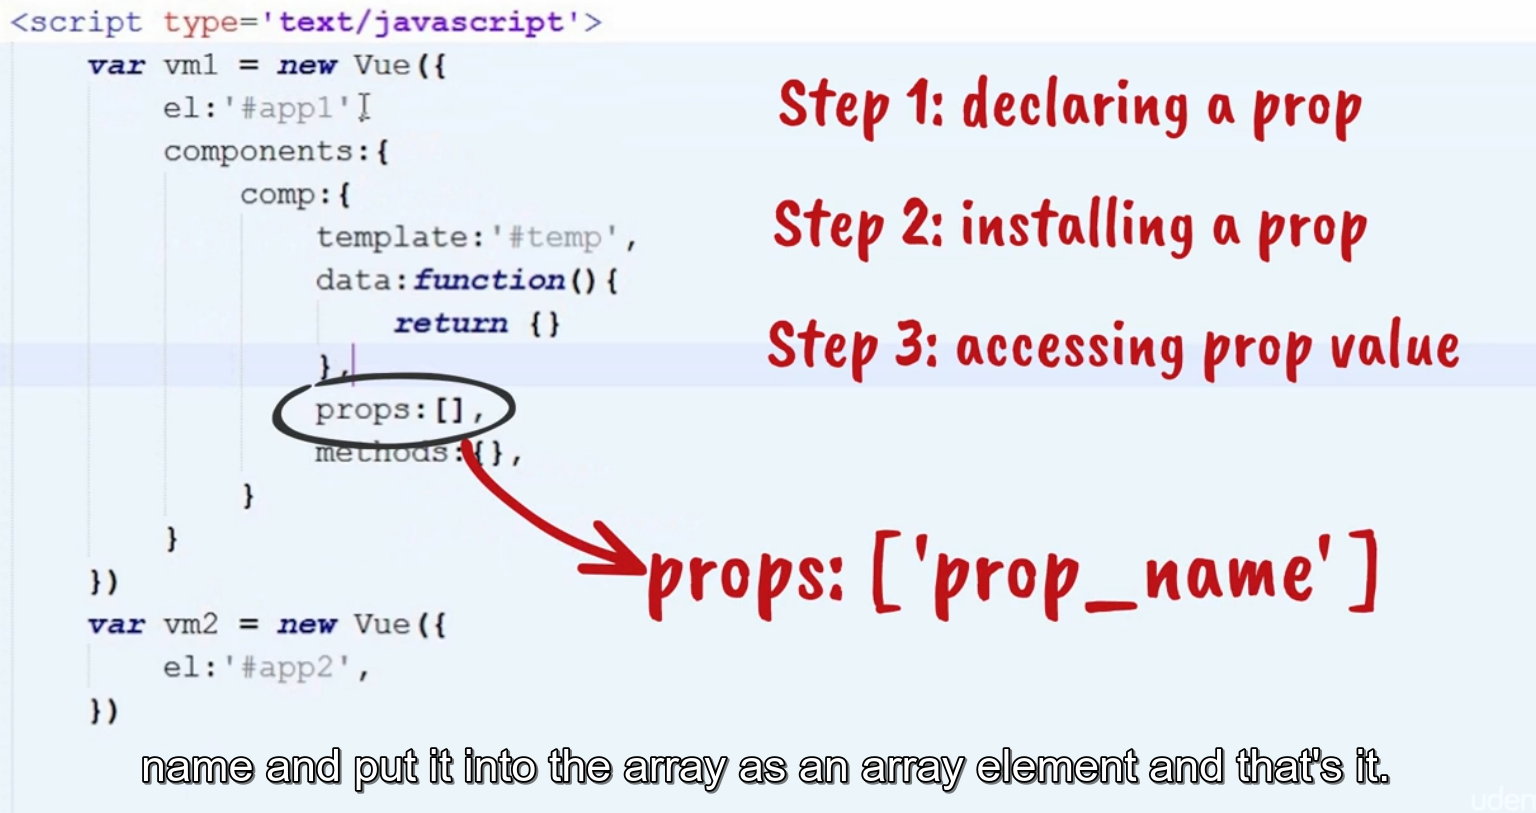 <script type='text/javascript'>
var vm1 = new Vue({
el:'#app1'
components:{
comp:{
template:'#temp',
data:function(){
return {}
},
props:[],
methods:{},
}
}
})
var vm2 = new Vue({
el:'#app2',
})
Step 1: declaring a prop
Step 2: installing a prop
Step 3: accessing prop value
props: ['prop_name']
name and put it into the array as an array element and that's it.